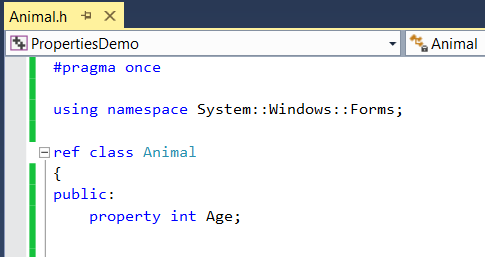 Animal.h
PropertiesDemo
Animal
#pragma once
using namespace System::Windows::Forms;
ref class Animal
{
public:
property int Age;